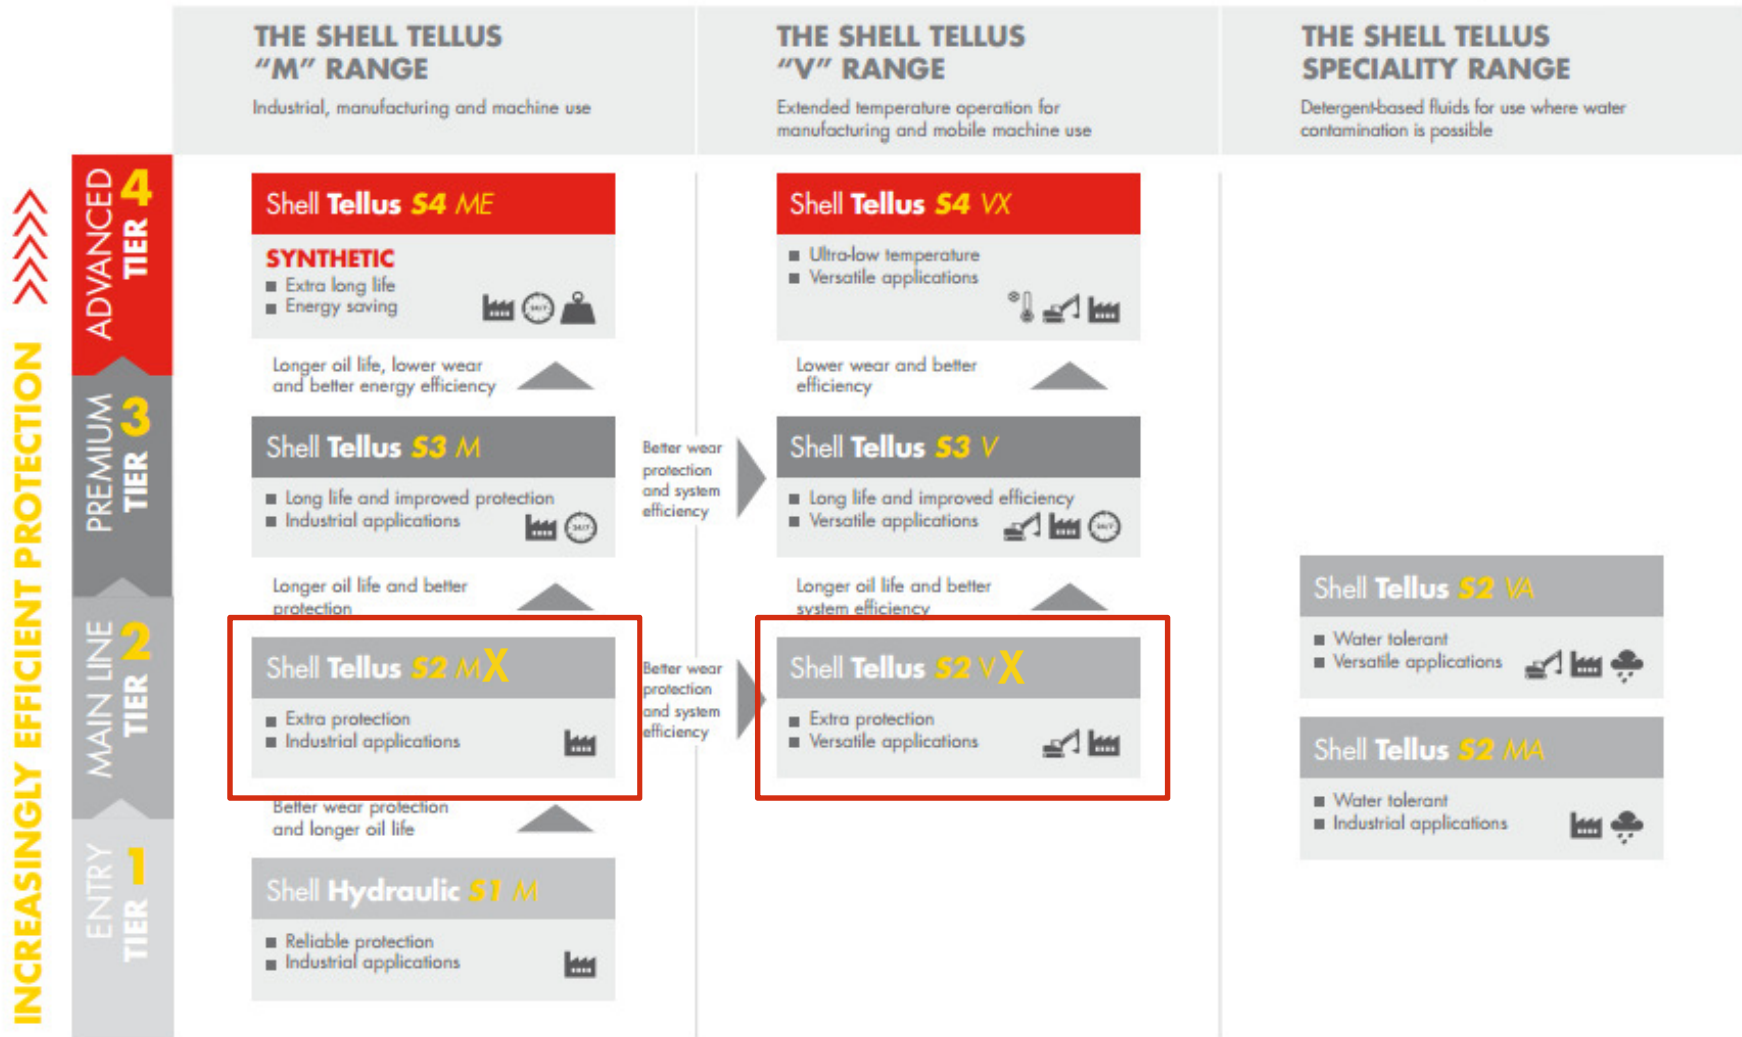 THE SHELL TELLUS
“M” RANGE
Industrial, manufacturing and machine use
THE SHELL TELLUS
“V” RANGE
Extended temperature operation for
manufacturing and mobile machine use
THE SHELL TELLUS
SPECIALITY RANGE
Detergent-based fluids for use where water
contamination is possible
INCREASINGLY EFFICIENT PROTECTION
ADVANCED
TIER 4
Shell Tellus S4 ME
SYNTHETIC
Extra long life
Energy saving
24/7
Longer oil life, lower wear
and better energy efficiency
Shell Tellus S4 VX
Ultra-low temperature
Versatile applications
Lower wear and better
efficiency
PREMIUM
TIER 3
Shell Tellus S3 M
Long life and improved protection
Industrial applications
24/7
Longer oil life and better
protection
Better wear
protection
and system
efficiency
Shell Tellus S3 V
Long life and improved efficiency
Versatile applications
24/7
Longer oil life and better
system efficiency
MAIN LINE
TIER 2
Shell Tellus S2 MX
Extra protection
Industrial applications
Better wear protection
and longer oil life
Better wear
protection
and system
efficiency
Shell Tellus S2 VX
Extra protection
Versatile applications
Shell Tellus S2 VA
Water tolerant
Versatile applications
Shell Tellus S2 MA
Water tolerant
Industrial applications
ENTRY
TIER 1
Shell Hydraulic S1 M
Reliable protection
Industrial applications